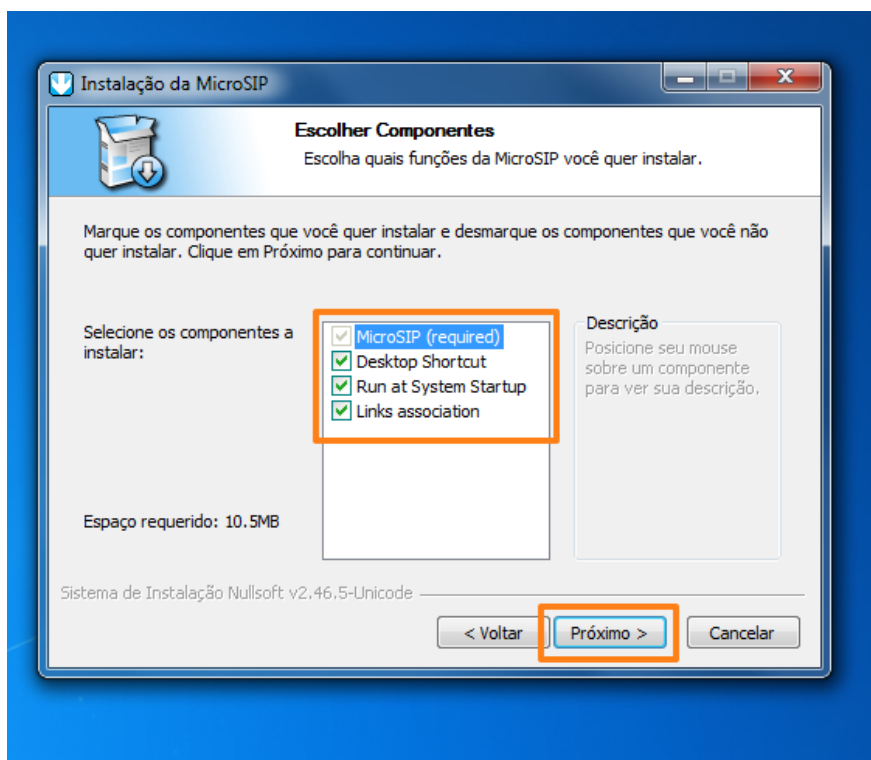 Instalação da MicroSIP
Escolher Componentes
Escolha quais funções da MicroSIP você quer instalar.
Marque os componentes que você quer instalar e desmarque os componentes que você não
quer instalar. Clique em Próximo para continuar.
Selecione os componentes a
instalar:
MicroSIP (required)
Desktop Shortcut
Run at System Startup
Links association
Descrição
Posicione seu mouse
sobre um componente
para ver sua descrição.
Espaço requerido: 10.5MB
Sistema de Instalação Nullsoft v2.46.5-Unicode
< Voltar
Próximo >
Cancelar